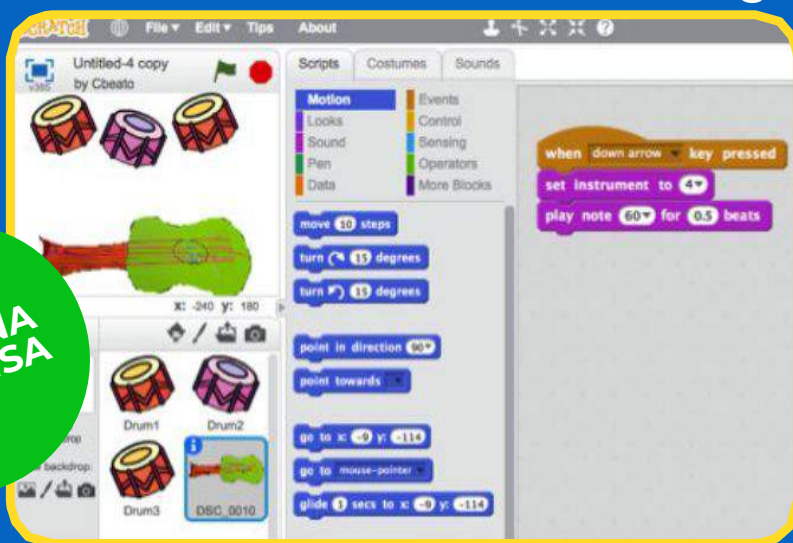 SCRATCH File Edit Tips About
v385
Untitled-4 copy
by Cbeato
X: -240 y: 180
Drum1 Drum2
Drum3 DSC_0010
backdrop:
Scripts Costumes Sounds
Motion Events
Looks Control
Sound Sensing
Pen Operators
Data More Blocks
move 10 steps
turn 15 degrees
turn 15 degrees
point in direction 90
point towards
go to x: -9 y: -114
go to mouse-pointer
glide 1 secs to x: -9 y: -114
when down arrow key pressed
set instrument to 4
play note 60 for 0.5 beats